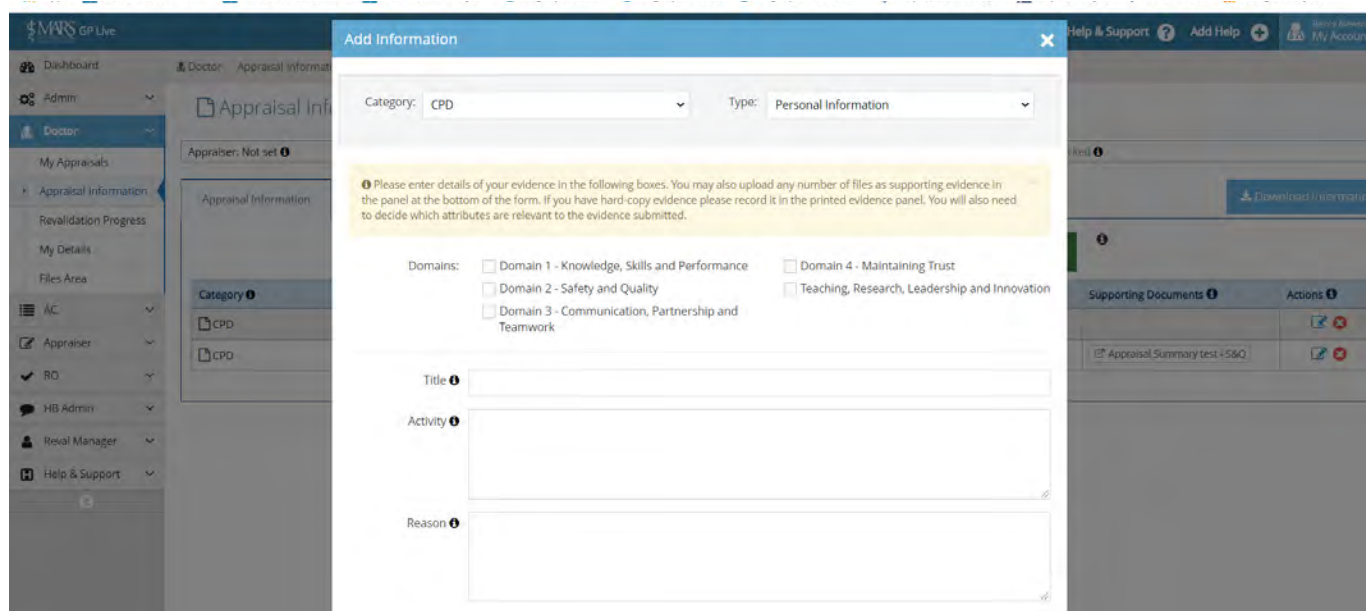 MARS GP Live
Help & Support
Add Help
My Account
Dashboard
Admin
Doctor
My Appraisals
Appraisal Information
Revalidation Progress
My Details
Files Area
AC
Appraiser
RO
HB Admin
Reval Manager
Help & Support
Doctor Appraisal Informat
Appraisal Inf
Appraiser: Not set
Appraisal Information
Download Informati
Category
Supporting Documents
Actions
CPD
CPD
Appraisal Summary test - S&Q
Add Information
Category: CPD Type: Personal Information
Please enter details of your evidence in the following boxes. You may also upload any number of files as supporting evidence in
the panel at the bottom of the form. If you have hard-copy evidence please record it in the printed evidence panel. You will also need
to decide which attributes are relevant to the evidence submitted.
Domains:
Domain 1 - Knowledge, Skills and Performance
Domain 2 - Safety and Quality
Domain 3 - Communication, Partnership and
Teamwork
Domain 4 - Maintaining Trust
Teaching, Research, Leadership and Innovation
Title
Activity
Reason